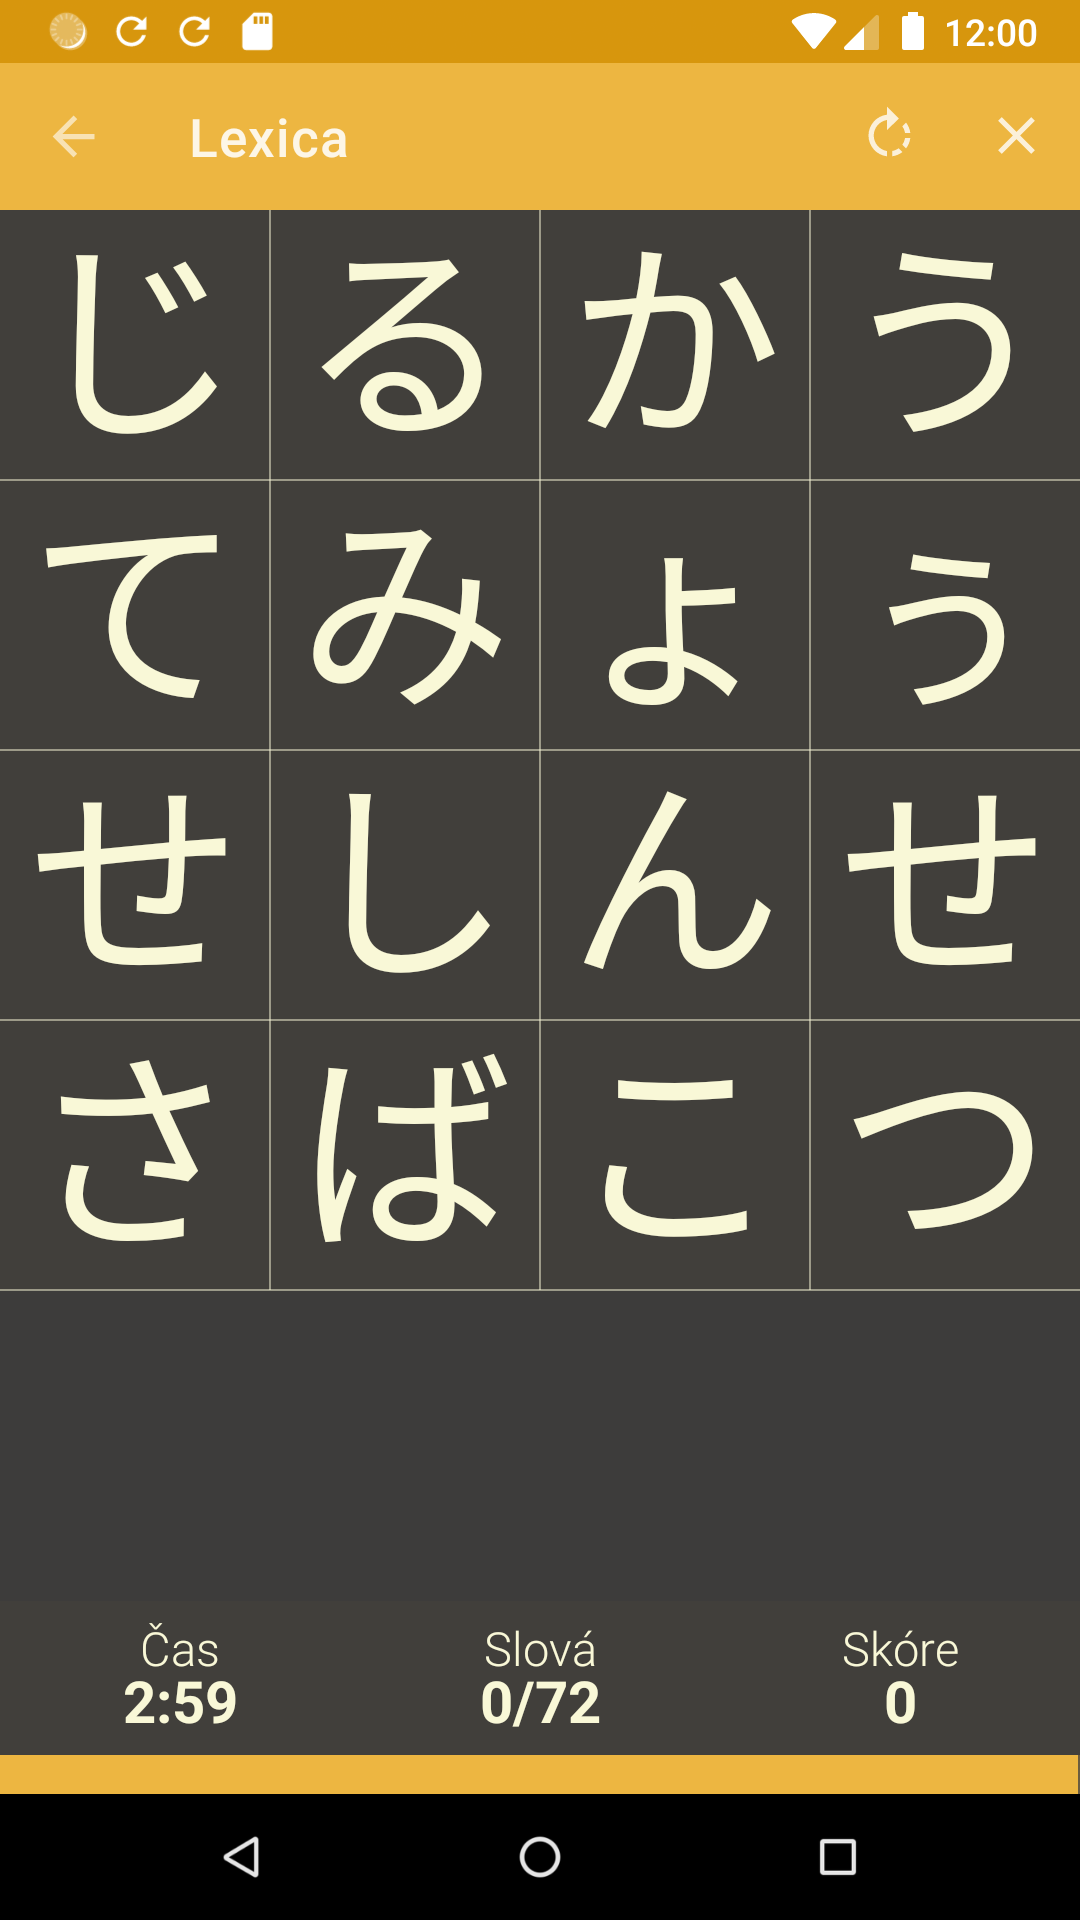 12:00
Lexica
じ る か う
て み ょ ぅ
せ し ん せ
さ ば こ つ
Čas Slová Skóre
2:59 0/72 0